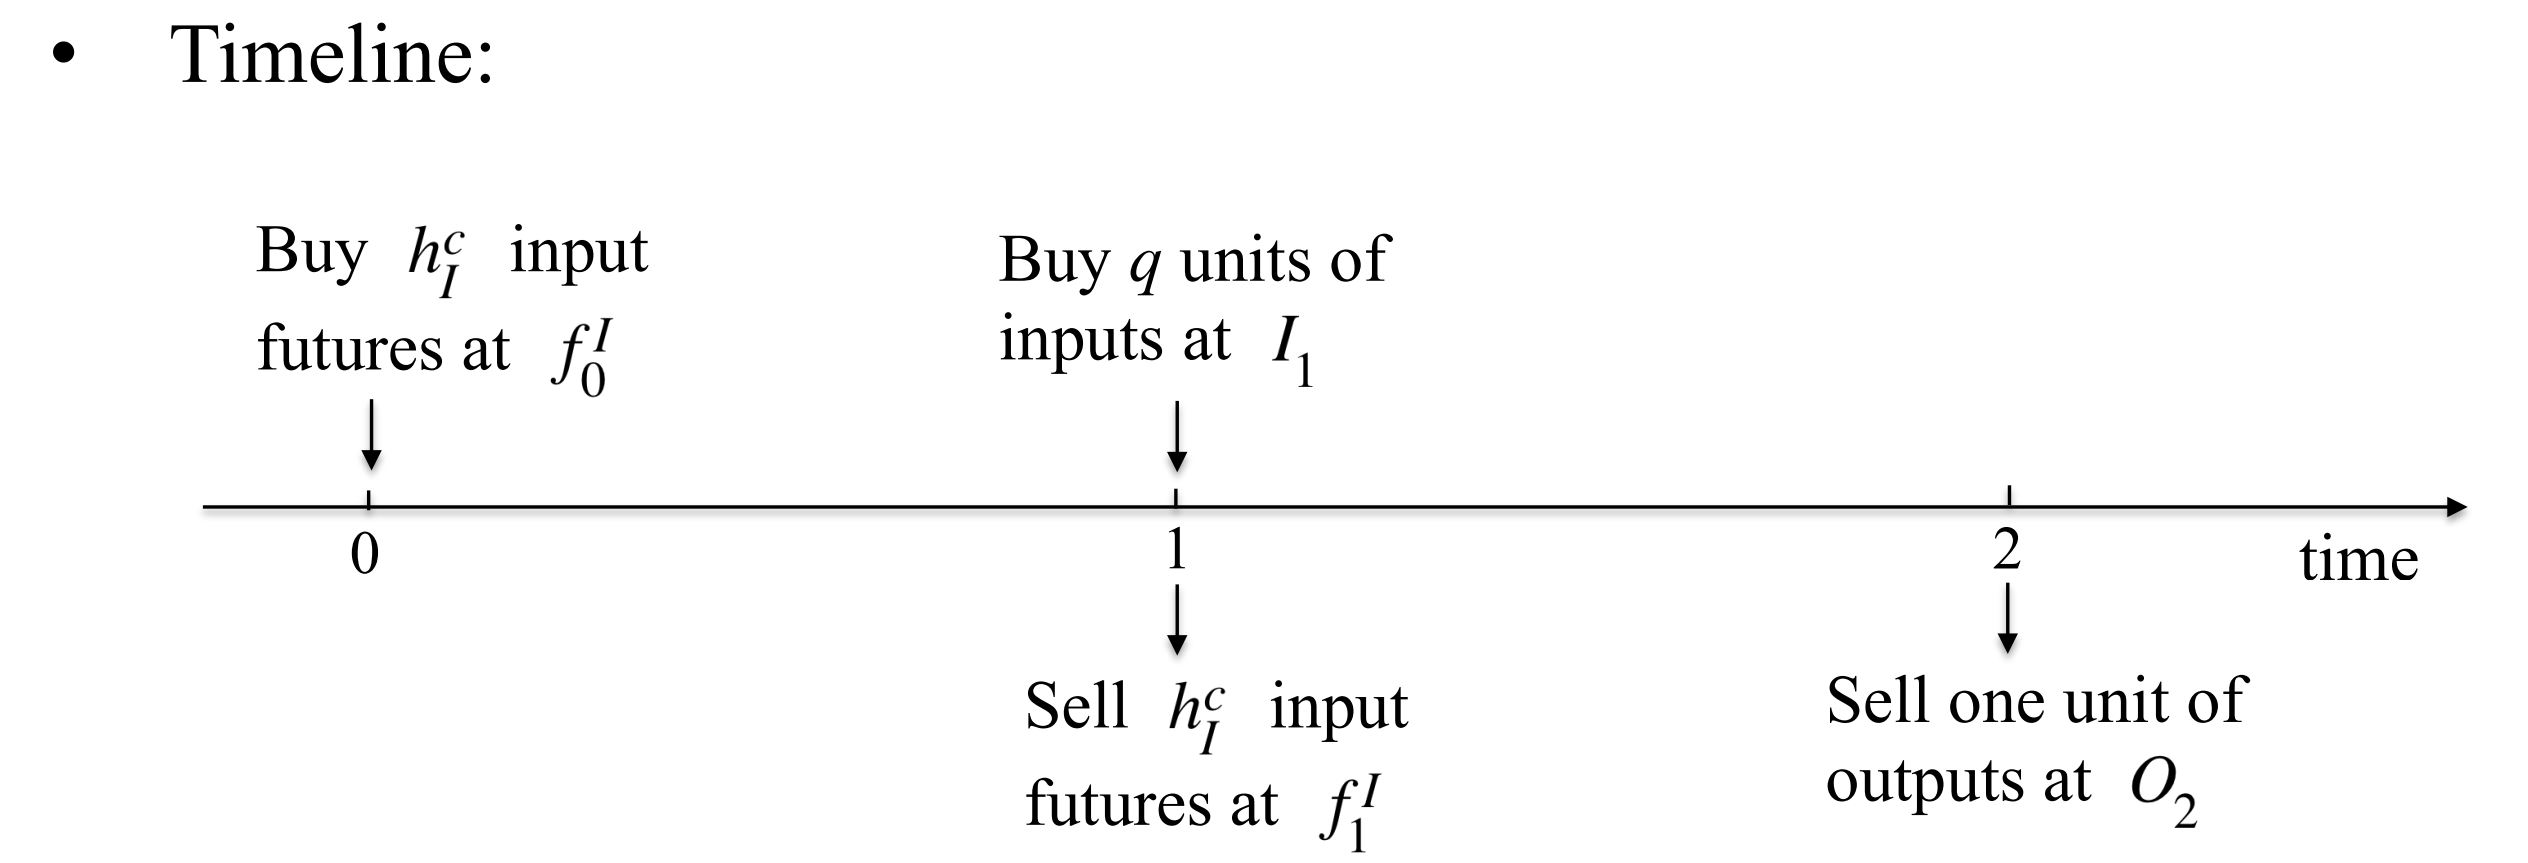 • Timeline:
Buy $h_I^c$ input
futures at $f_0^I$
Buy q units of
inputs at $I_1$
0
1
2
time
Sell $h_I^c$ input
futures at $f_1^I$
Sell one unit of
outputs at $O_2$